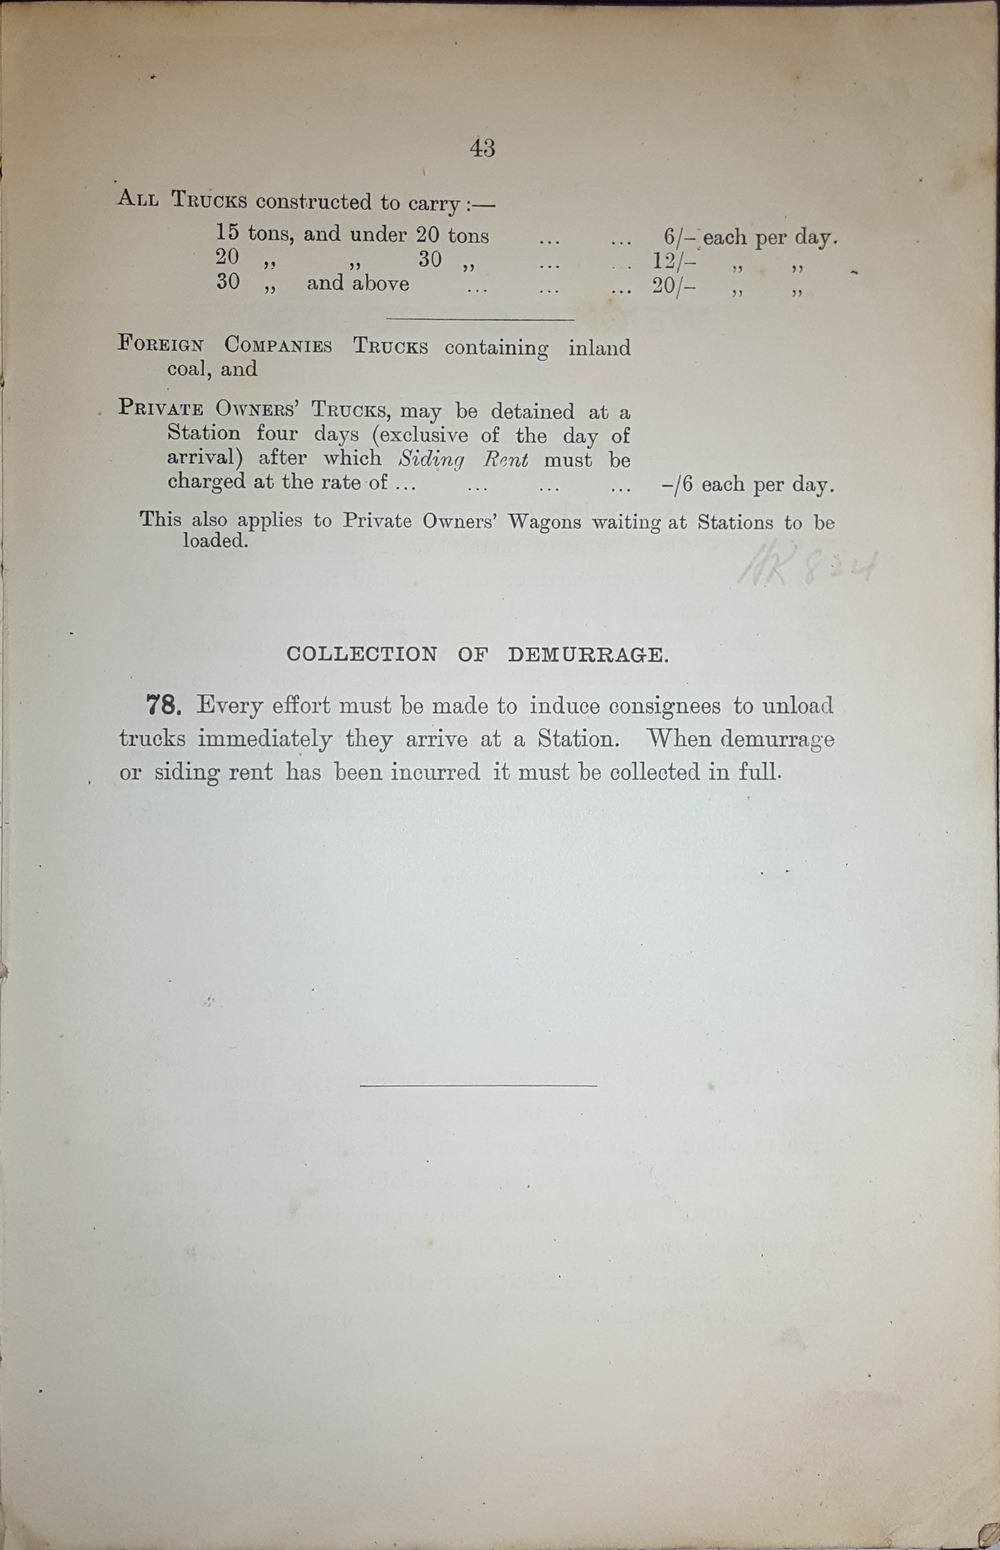 43
ALL TRUCKS constructed to carry :—
15 tons, and under 20 tons ... ... 6/– each per day.
20 ,, ,, 30 ,, ... ... 12/– ,, ,,
30 ,, and above ... ... ... 20/– ,, ,,
FOREIGN COMPANIES TRUCKS containing inland
coal, and
PRIVATE OWNERS’ TRUCKS, may be detained at a
Station four days (exclusive of the day of
arrival) after which Siding Rent must be
charged at the rate of ... ... ... ... –/6 each per day.
This also applies to Private Owners’ Wagons waiting at Stations to be
loaded.
COLLECTION OF DEMURRAGE.
78. Every effort must be made to induce consignees to unload
trucks immediately they arrive at a Station. When demurrage
or siding rent has been incurred it must be collected in full.